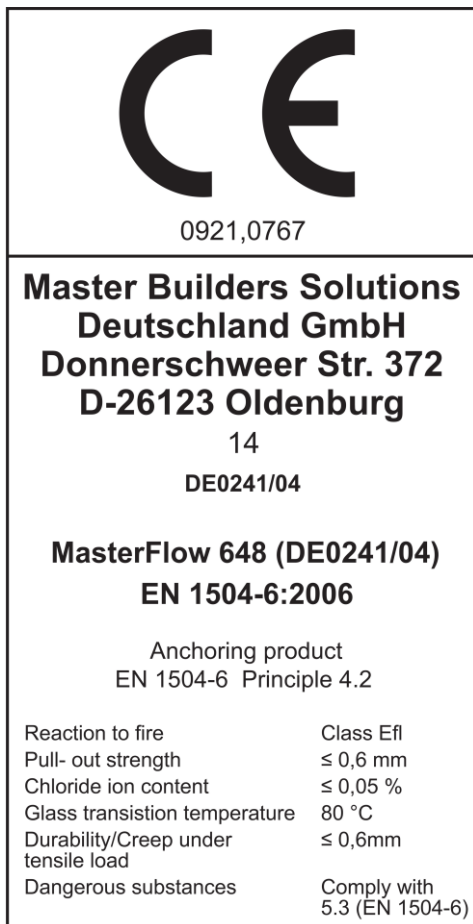 CE
0921,0767
Master Builders Solutions
Deutschland GmbH
Donnerschweer Str. 372
D-26123 Oldenburg
14
DE0241/04
MasterFlow 648 (DE0241/04)
EN 1504-6:2006
Anchoring product
EN 1504-6 Principle 4.2
Reaction to fire Class Efl
Pull- out strength ≤ 0,6 mm
Chloride ion content ≤ 0,05 %
Glass transistion temperature 80 °C
Durability/Creep under ≤ 0,6mm
tensile load
Dangerous substances Comply with
5.3 (EN 1504-6)